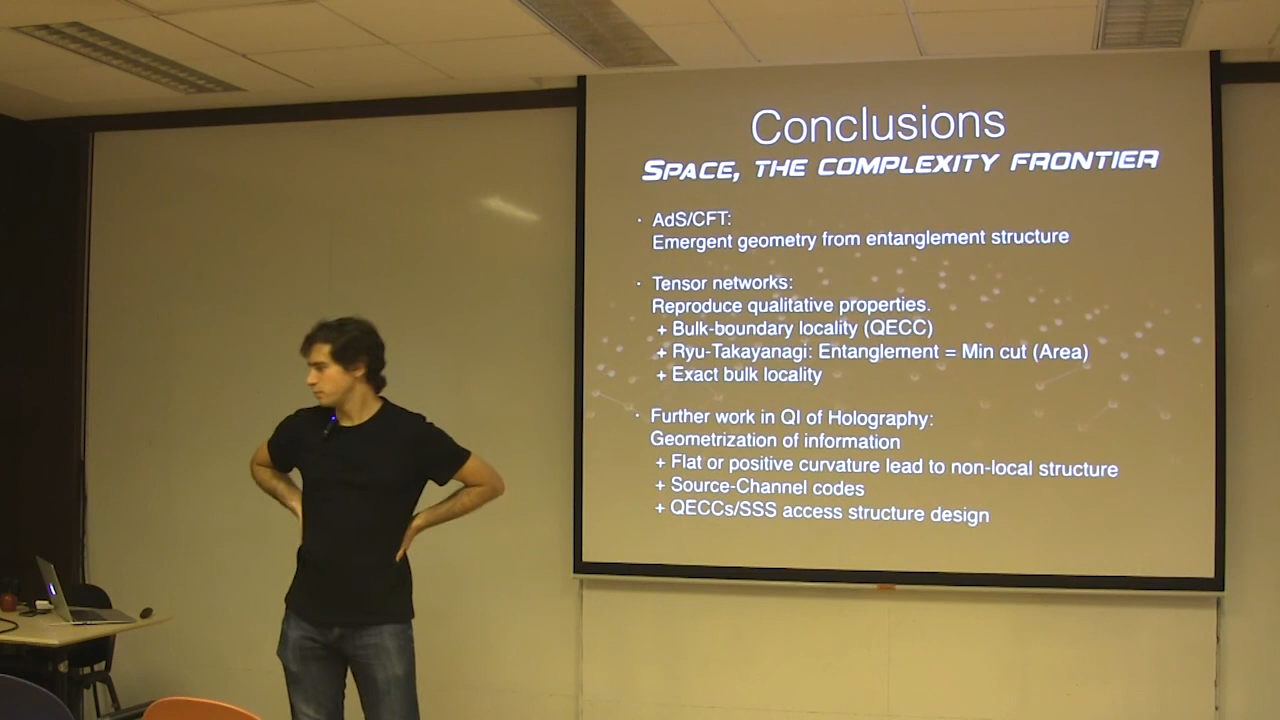 Conclusions
SPACE, THE COMPLEXITY FRONTIER
· AdS/CFT:
Emergent geometry from entanglement structure
· Tensor networks:
Reproduce qualitative properties.
+ Bulk-boundary locality (QECC)
+ Ryu-Takayanagi: Entanglement = Min cut (Area)
+ Exact bulk locality
· Further work in QI of Holography:
Geometrization of information
+ Flat or positive curvature lead to non-local structure
+ Source-Channel codes
+ QECCs/SSS access structure design